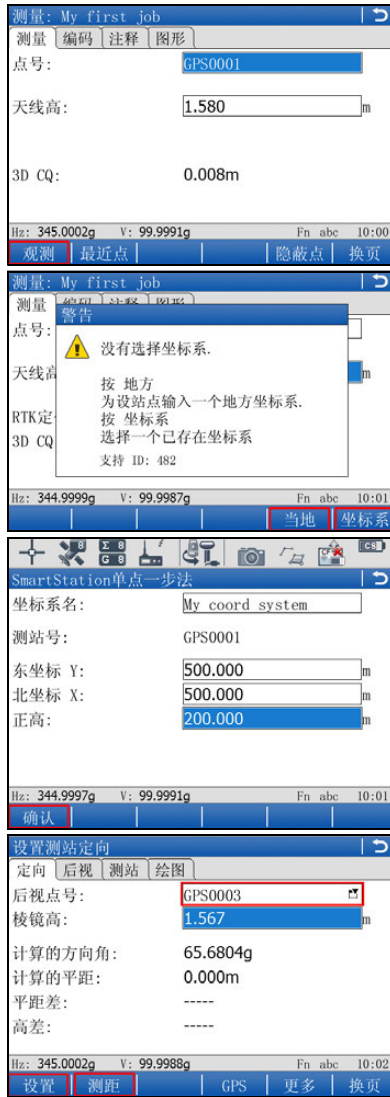 测量: My first job
测量 编码 注释 图形
点号: GPS0001
天线高: 1.580 m
3D CQ: 0.008m
Hz: 345.0002g V: 99.9991g Fn abc 10:00
观测 最近点 隐蔽点 换页
测量: My first job
测量 编码 注释 图形
警告
点号:
没有选择坐标系.
天线高 m
按 地方
为设站点输入一个地方坐标系.
RTK定
按 坐标系
3D CQ
选择一个已存在坐标系
支持 ID: 482
Hz: 344.9999g V: 99.9987g Fn abc 10:01
当地 坐标系
SmartStation单点一步法
坐标系名: My coord system
测站号: GPS0001
东坐标 Y: 500.000 m
北坐标 X: 500.000 m
正高: 200.000 m
Hz: 344.9997g V: 99.9991g Fn abc 10:01
确认
设置测站定向
定向 后视 测站 绘图
后视点号: GPS0003
棱镜高: 1.567 m
计算的方向角: 65.6804g
计算的平距: 0.000m
平距差: -----
高差: -----
Hz: 345.0002g V: 99.9988g Fn abc 10:02
设置 测距 GPS 更多 换页